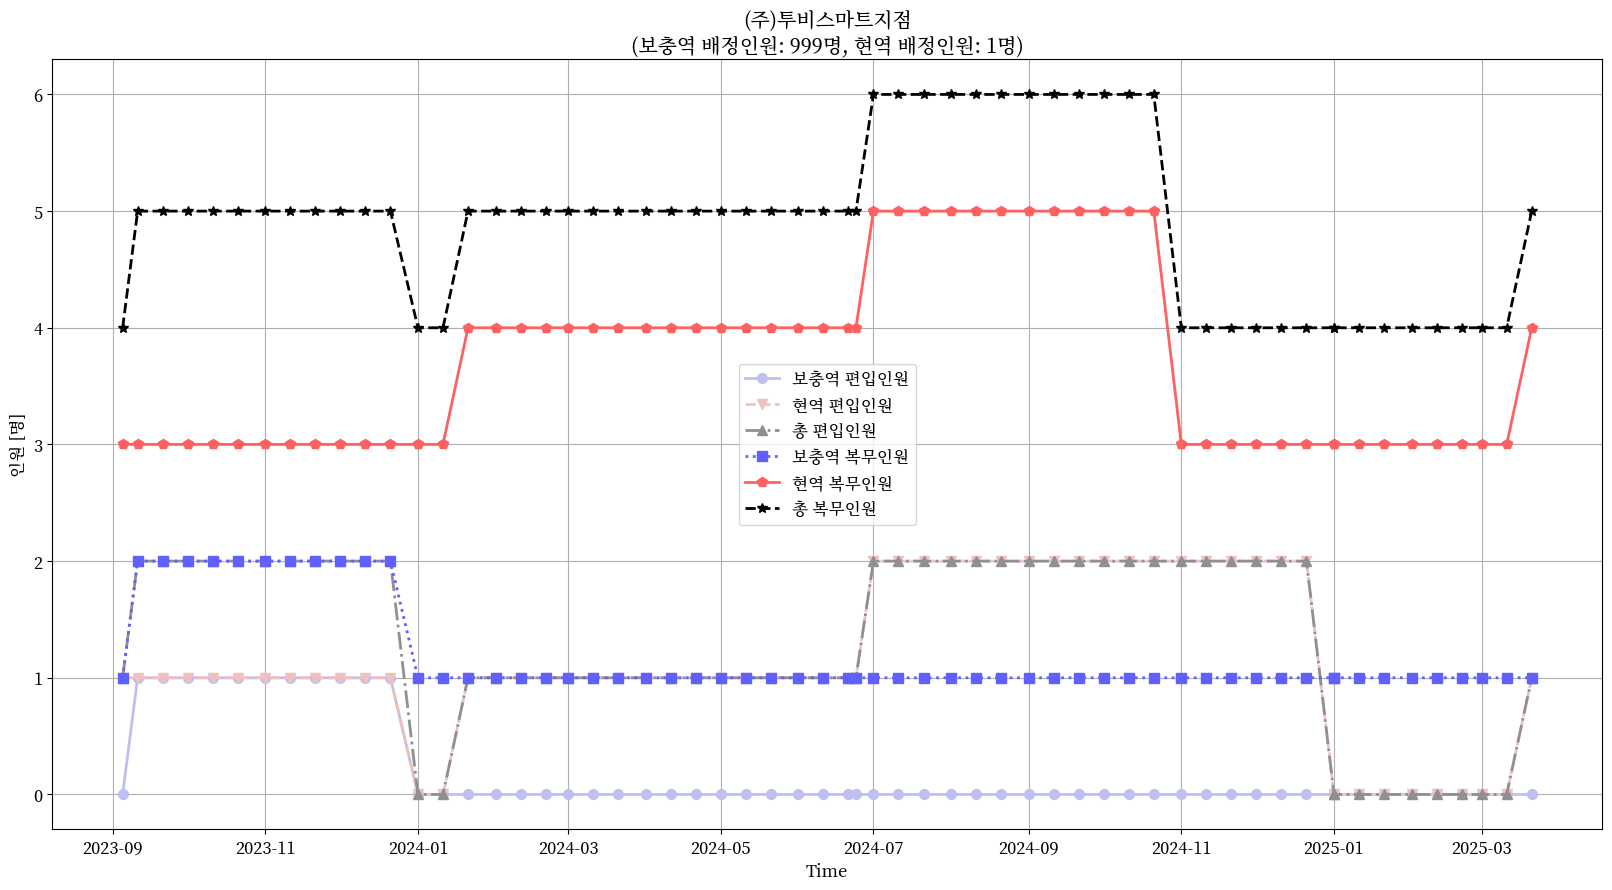 (주)투비스마트지점
(보충역 배정인원: 999명, 현역 배정인원: 1명)
인원 [명]
6
5
4
3
2
1
0
보충역 편입인원
현역 편입인원
총 편입인원
보충역 복무인원
현역 복무인원
총 복무인원
2023-09 2023-11 2024-01 2024-03 2024-05 2024-07 2024-09 2024-11 2025-01 2025-03
Time